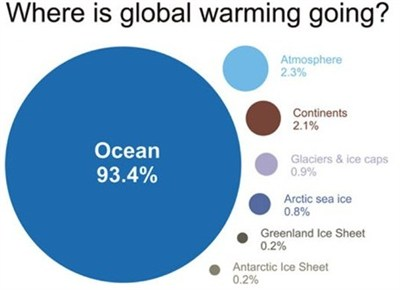 Where is global warming going?
Ocean
93.4%
Atmosphere
2.3%
Continents
2.1%
Glaciers & ice caps
0.9%
Arctic sea ice
0.8%
Greenland Ice Sheet
0.2%
Antarctic Ice Sheet
0.2%